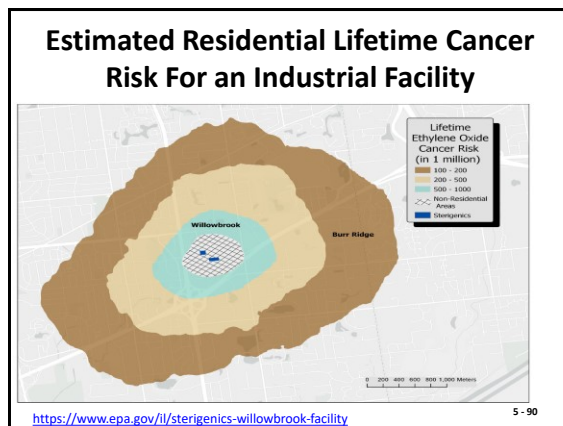 Estimated Residential Lifetime Cancer
Risk For an Industrial Facility
Lifetime
Ethylene Oxide
Cancer Risk
(in 1 million)
100 - 200
200 - 500
500 - 1000
Non-Residential
Areas
Sterigenics
Willowbrook
Burr Ridge
0 200 400 600 800 1,000 Meters
https://www.epa.gov/il/sterigenics-willowbrook-facility
5 - 90